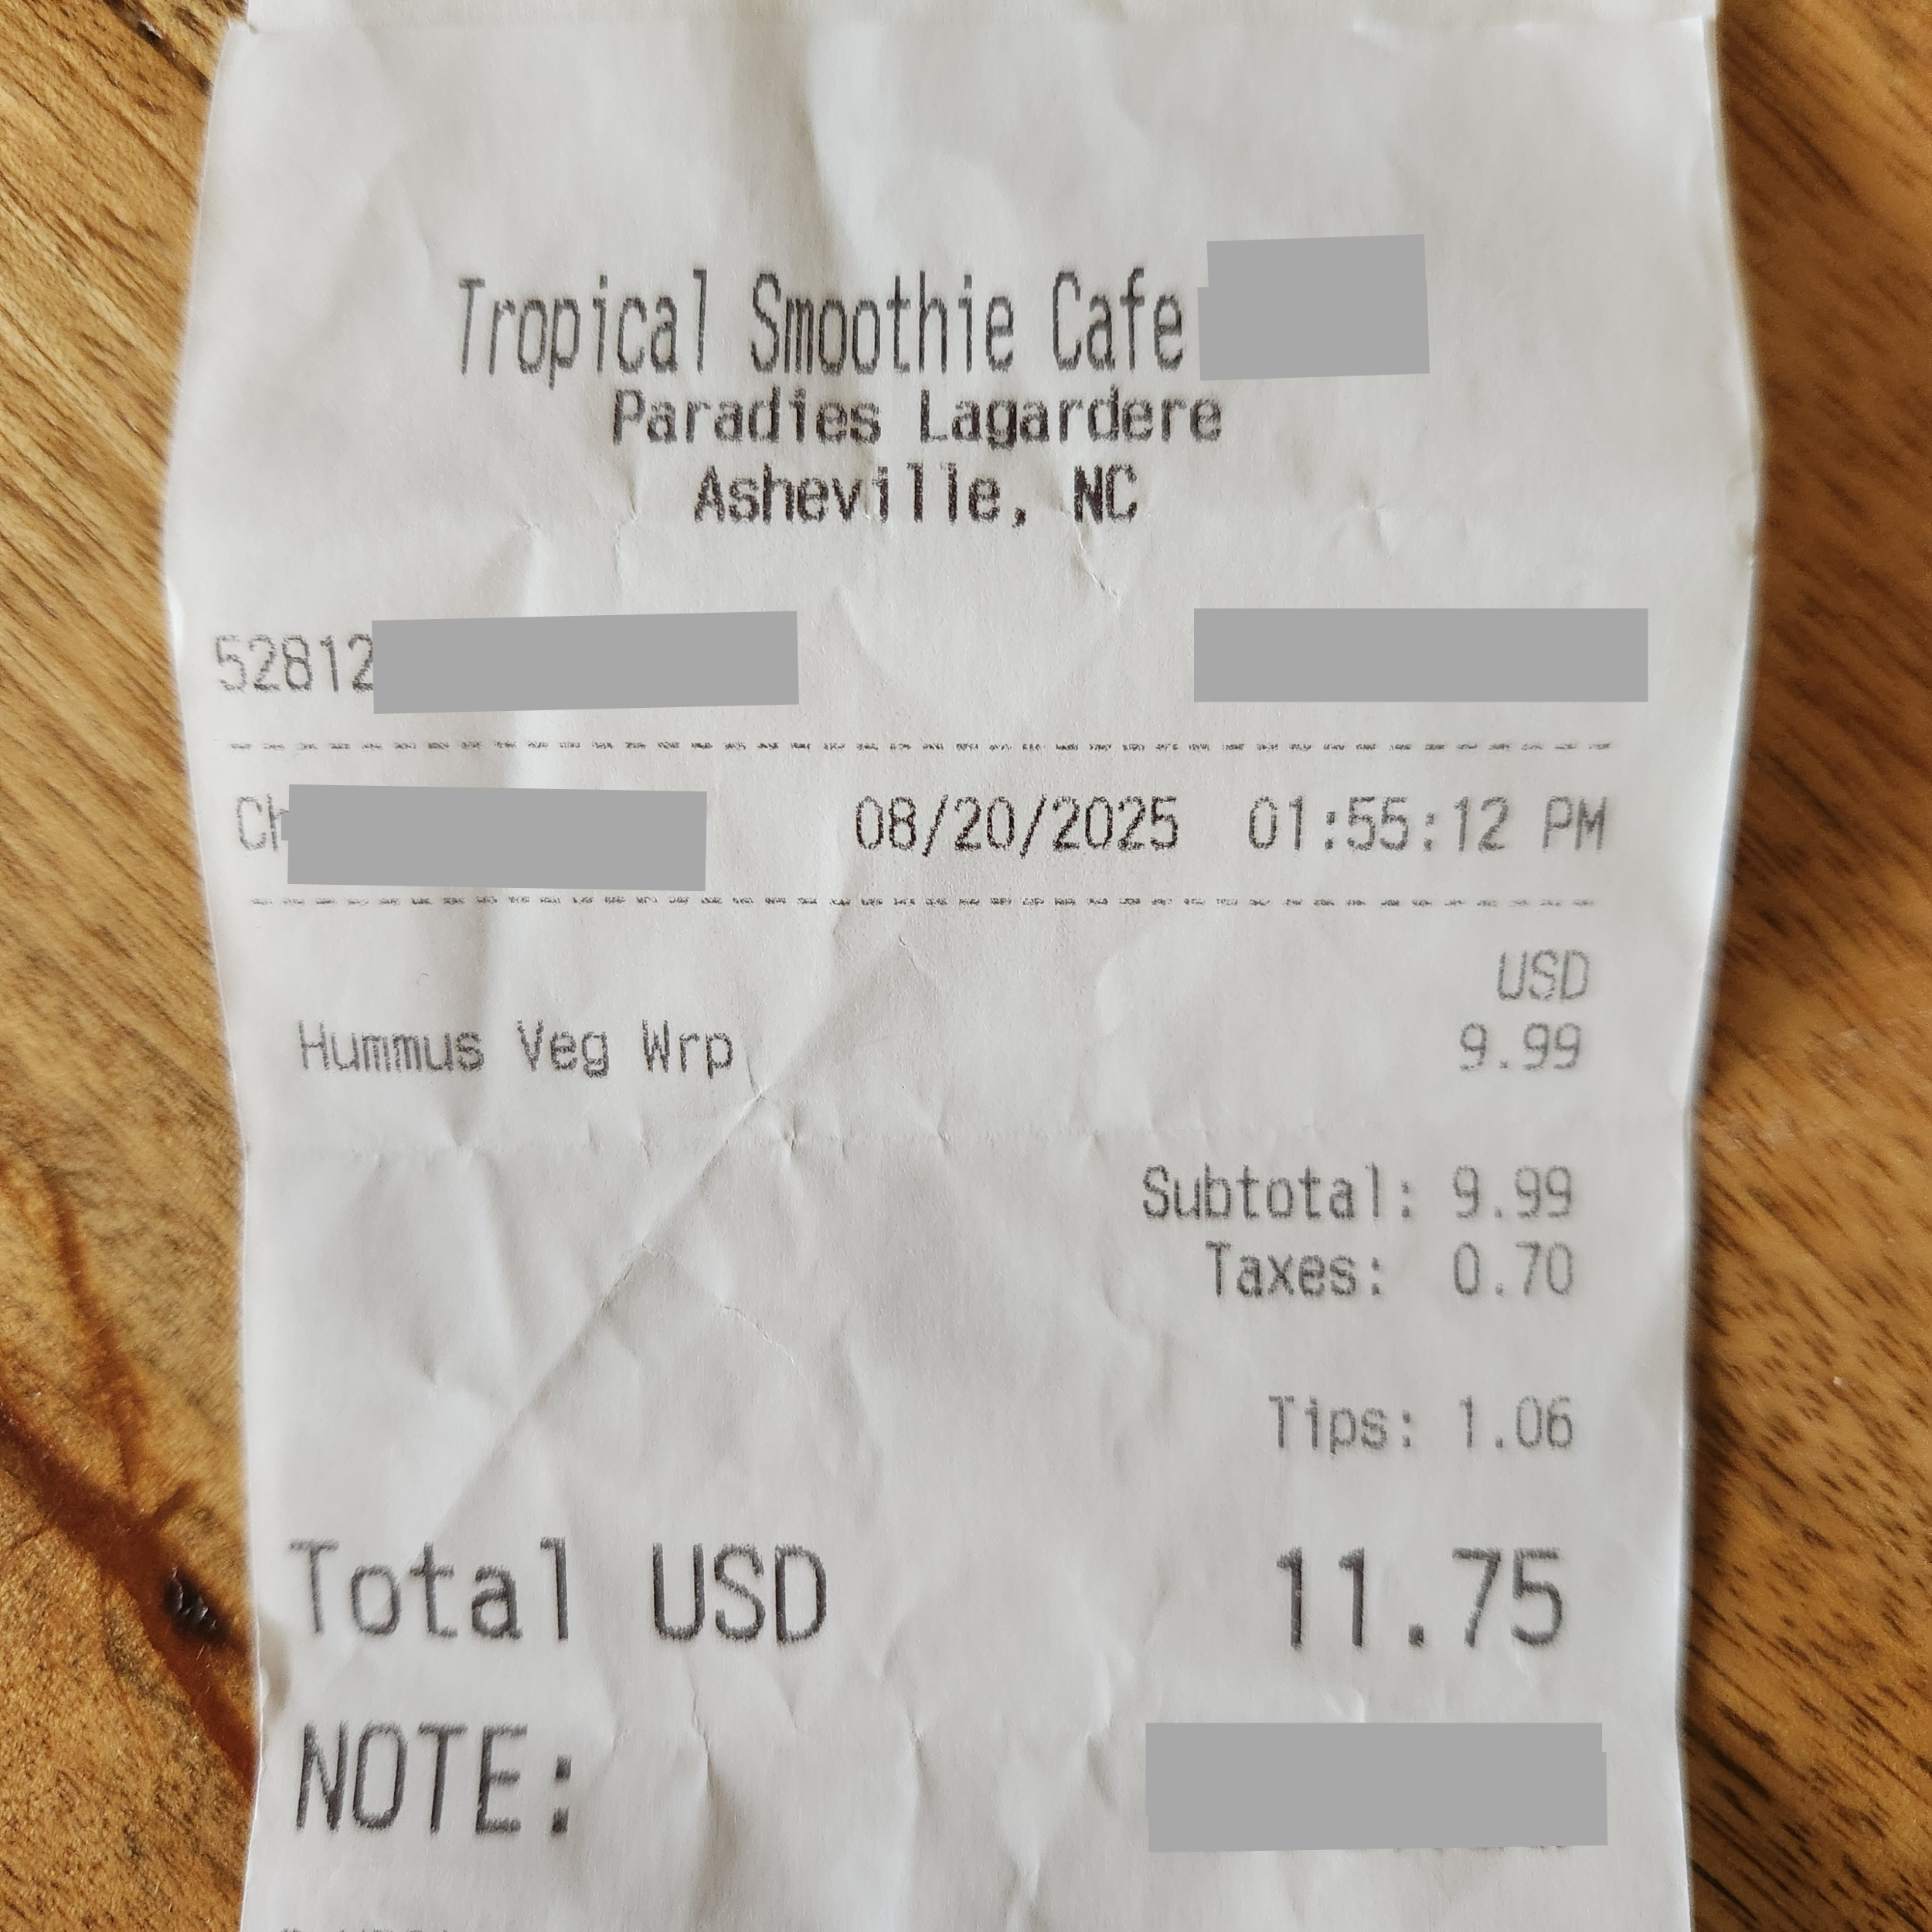 Tropical Smoothie Cafe
Paradies Lagardere
Asheville, NC
52812
Ch
08/20/2025 01:55:12 PM
USD
Hummus Veg Wrp 9.99
Subtotal: 9.99
Taxes: 0.70
Tips: 1.06
Total USD 11.75
NOTE: